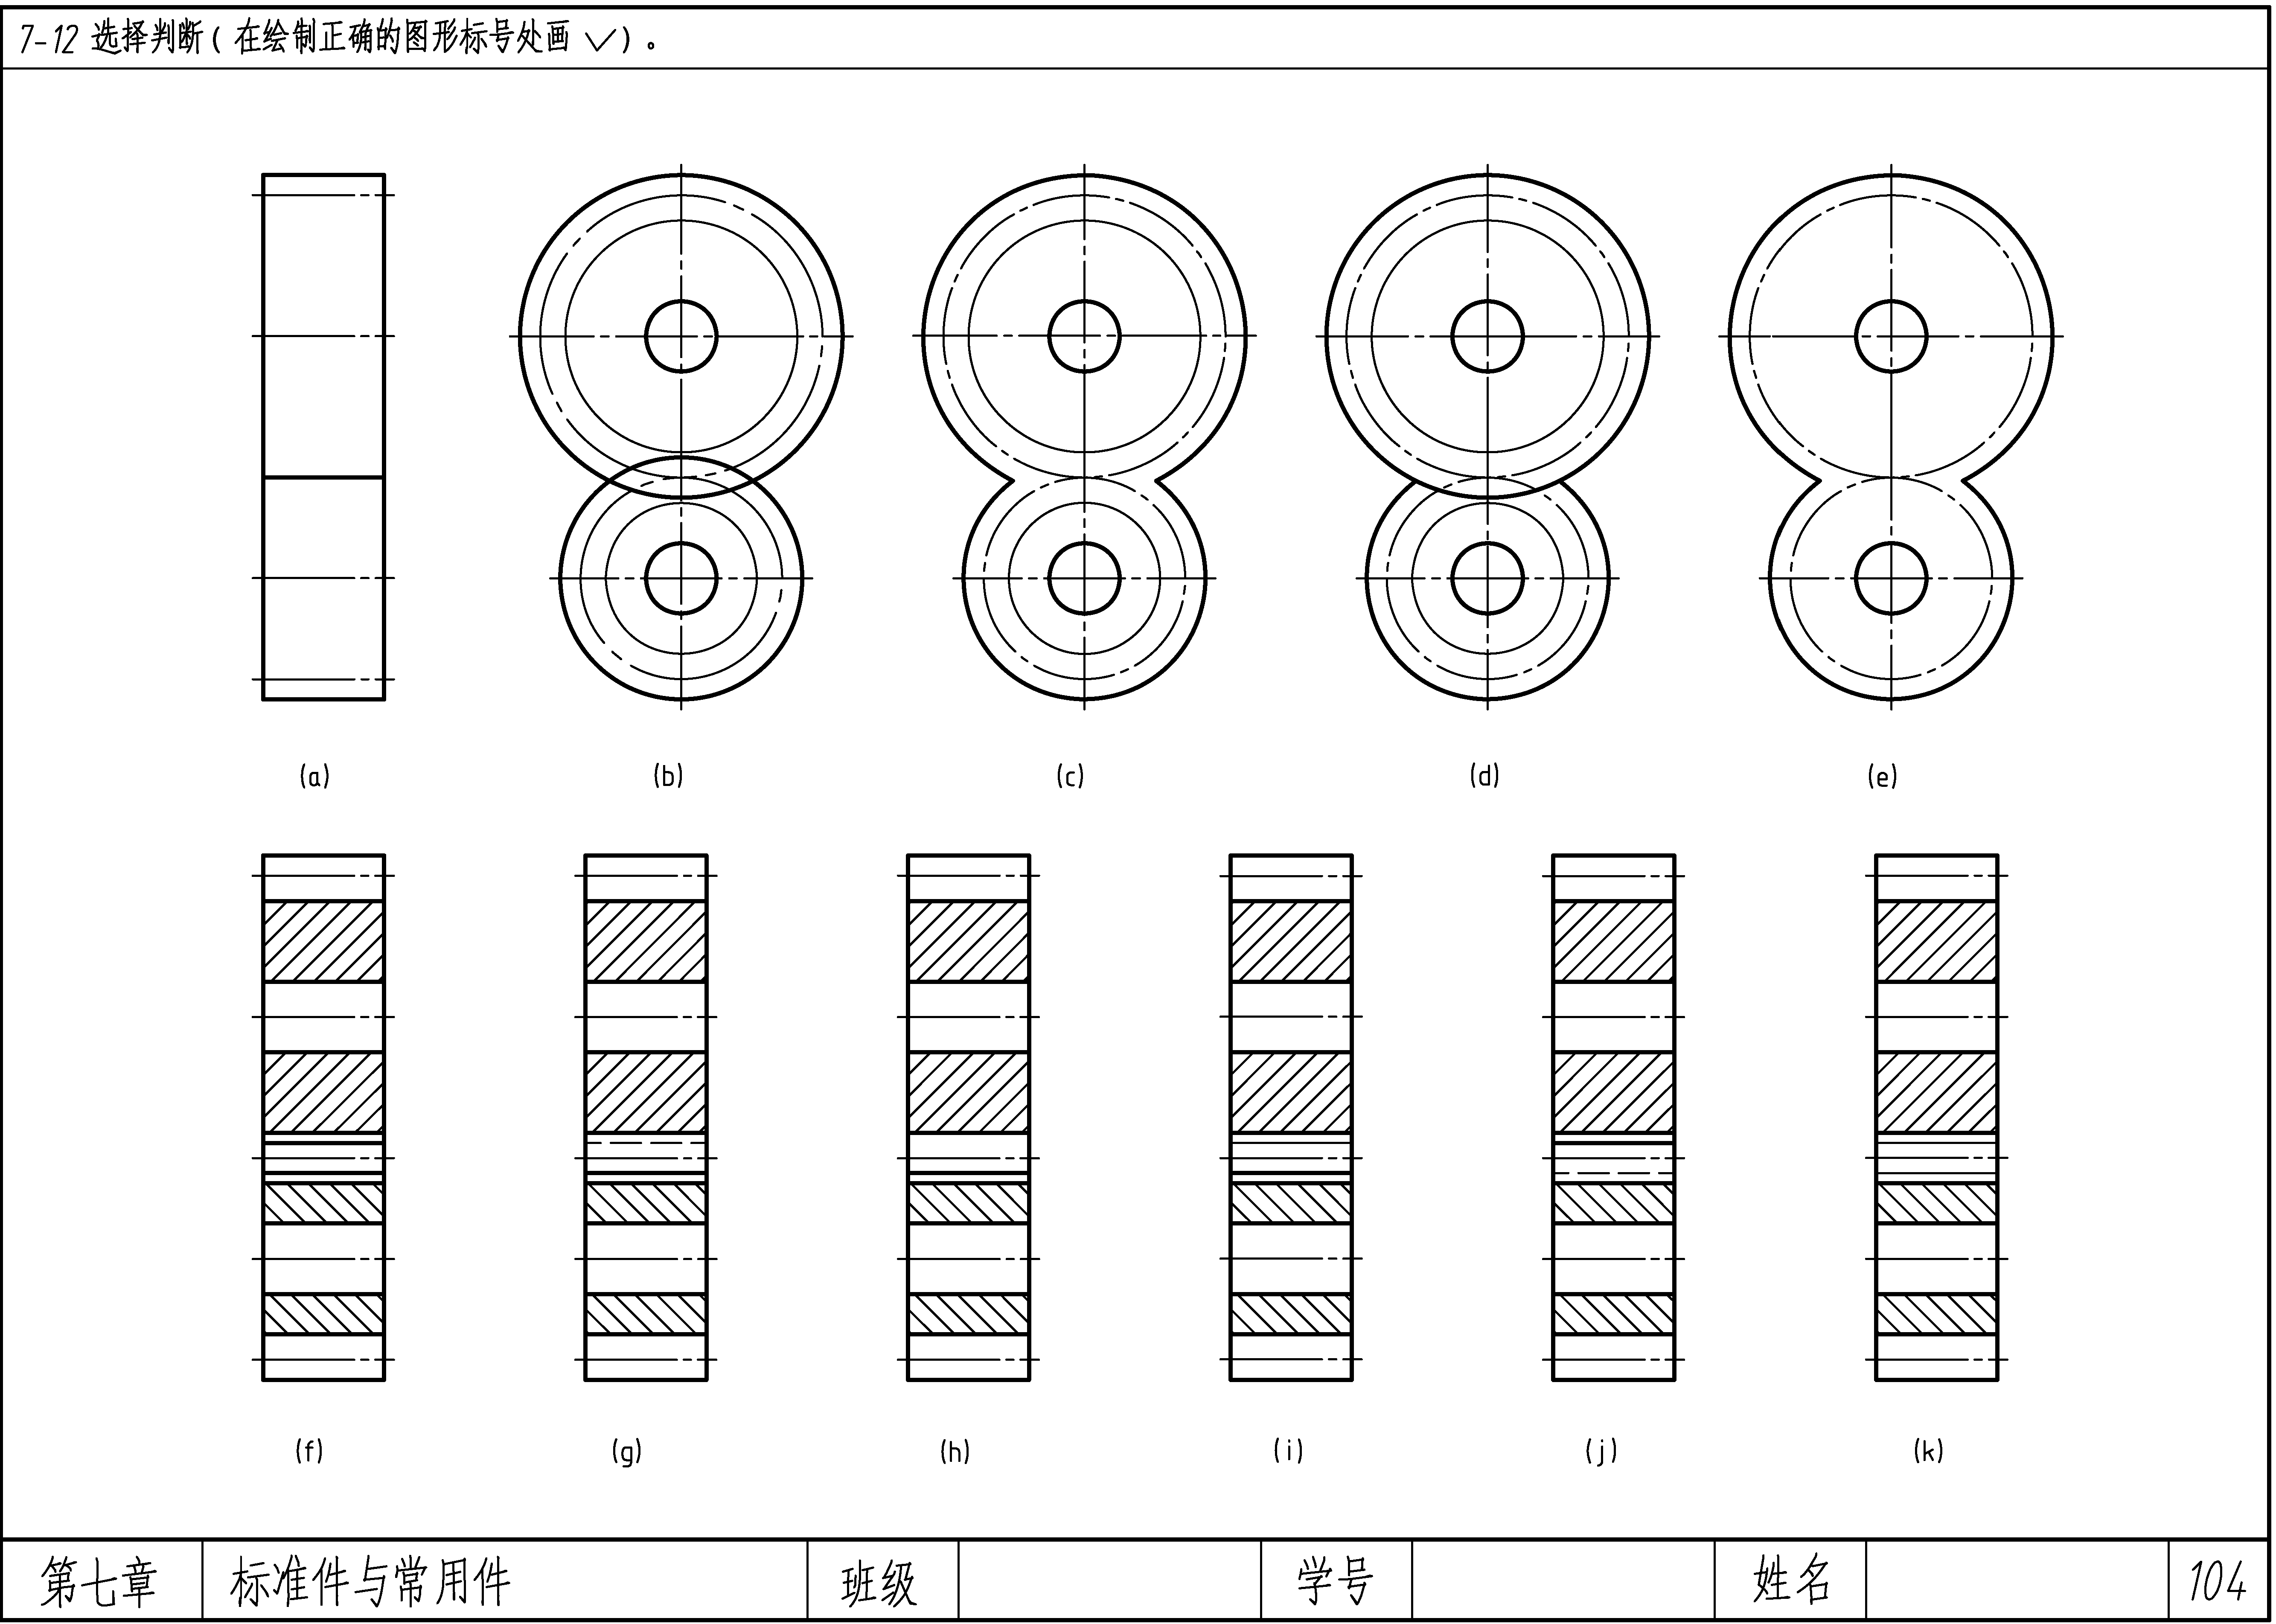 7-12 选择判断(在绘制正确的图形标号处画 ✓)。
(a) (b) (c) (d) (e)
(f) (g) (h) (i) (j) (k)
第七章 标准件与常用件 班级 学号 姓名 104